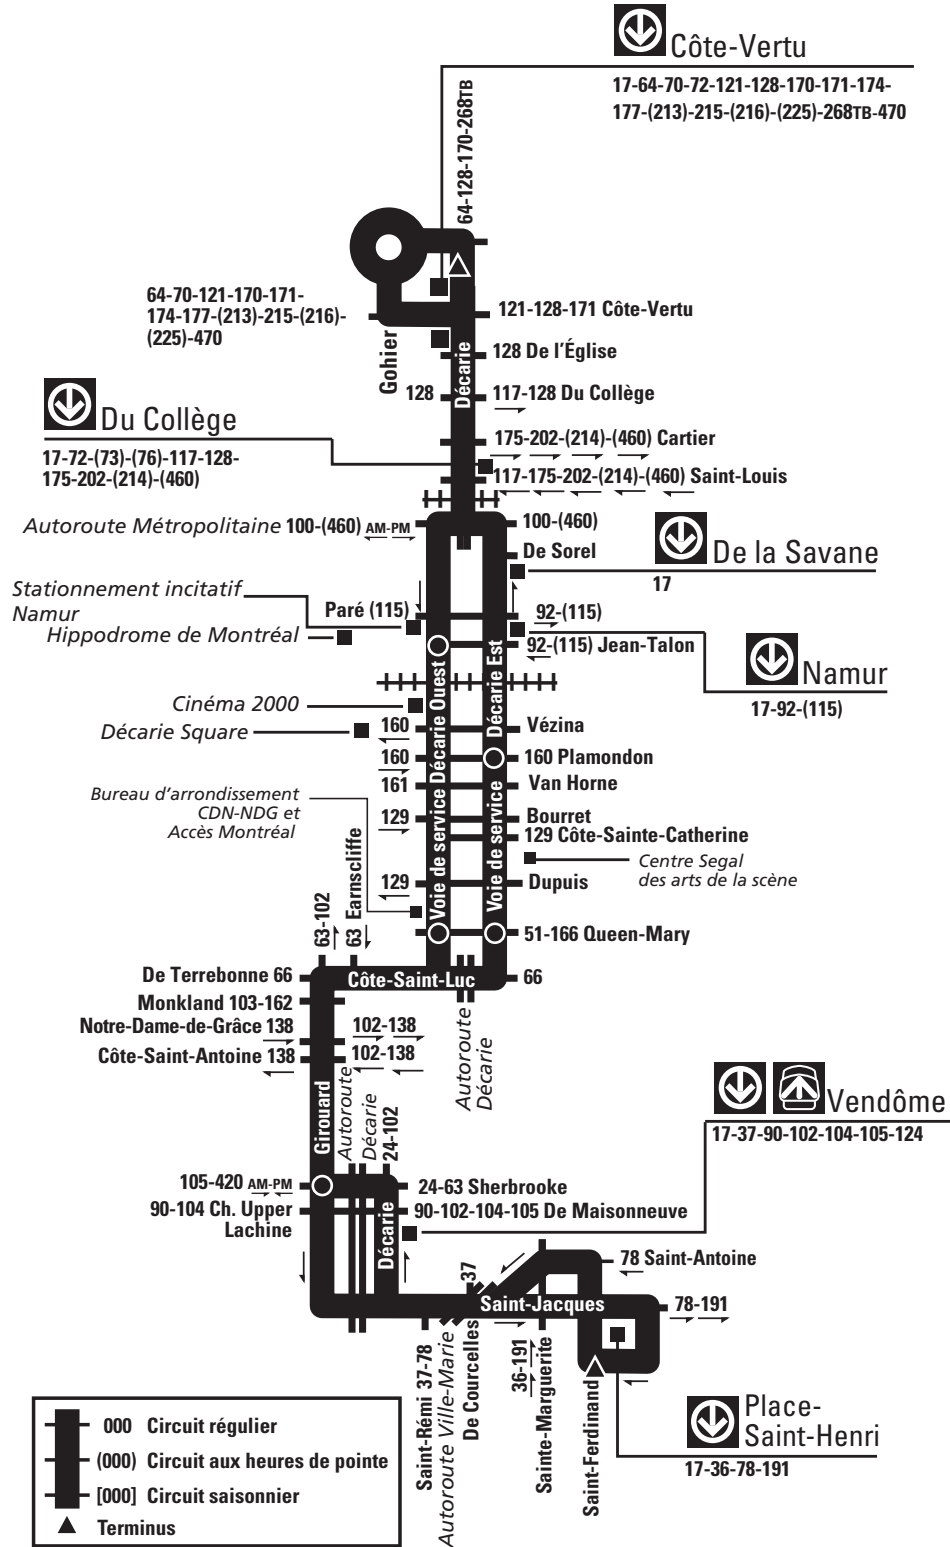 Côte-Vertu
17-64-70-72-121-128-170-171-174-
177-(213)-215-(216)-(225)-268TB-470
64-128-170-268TB
64-70-121-170-171-
174-177-(213)-215-(216)-
(225)-470
Gohier
121-128-171 Côte-Vertu
Décarie
128 De l'Église
128
117-128 Du Collège
Du Collège
17-72-(73)-(76)-117-128-
175-202-(214)-(460)
175-202-(214)-(460) Cartier
117-175-202-(214)-(460) Saint-Louis
Autoroute Métropolitaine 100-(460) AM-PM
100-(460)
De Sorel
De la Savane
17
Stationnement incitatif
Namur
Paré (115)
92-(115)
Hippodrome de Montréal
92-(115) Jean-Talon
Namur
17-92-(115)
Voie de service Décarie Ouest
Voie de service Décarie Est
Cinéma 2000
Décarie Square
160
Vézina
160
160 Plamondon
161
Van Horne
Bureau d'arrondissement
CDN-NDG et
Accès Montréal
129
Bourret
129 Côte-Sainte-Catherine
Centre Segal
des arts de la scène
129
Dupuis
63-102
63 Earnscliffe
51-166 Queen-Mary
De Terrebonne 66
Côte-Saint-Luc
66
Monkland 103-162
Notre-Dame-de-Grâce 138
102-138
Côte-Saint-Antoine 138
102-138
Autoroute
Décarie
Girouard
Autoroute
Décarie
24-102
Vendôme
17-37-90-102-104-105-124
105-420 AM-PM
24-63 Sherbrooke
90-104 Ch. Upper
Lachine
90-102-104-105 De Maisonneuve
Décarie
78 Saint-Antoine
37
Saint-Jacques
78-191
Saint-Rémi 37-78
Autoroute Ville-Marie
De Courcelles
36-191
Sainte-Marguerite
Saint-Ferdinand
Place-
Saint-Henri
17-36-78-191
000 Circuit régulier
(000) Circuit aux heures de pointe
[000] Circuit saisonnier
Terminus